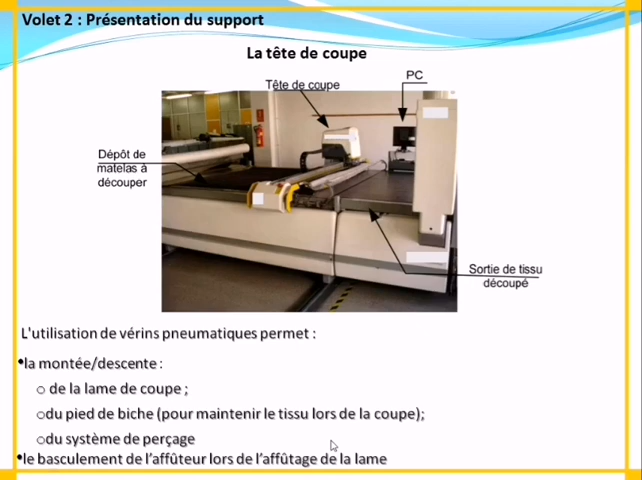 Volet 2 : Présentation du support
La tête de coupe
Tête de coupe
PC
Dépôt de
matelas à
découper
Sortie de tissu
découpé
L'utilisation de vérins pneumatiques permet :
•la montée/descente :
o de la lame de coupe ;
odu pied de biche (pour maintenir le tissu lors de la coupe);
odu système de perçage
•le basculement de l'affûteur lors de l'affûtage de la lame